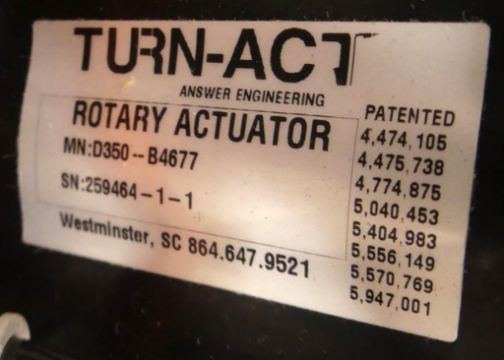 TURN-ACT
ANSWER ENGINEERING
ROTARY ACTUATOR
MN:D350--B4677
SN:259464-1-1
Westminster, SC 864.647.9521
PATENTED
4,474,105
4,475,738
4,774,875
5,040,453
5,404,983
5,556,149
5,570,769
5,947,001